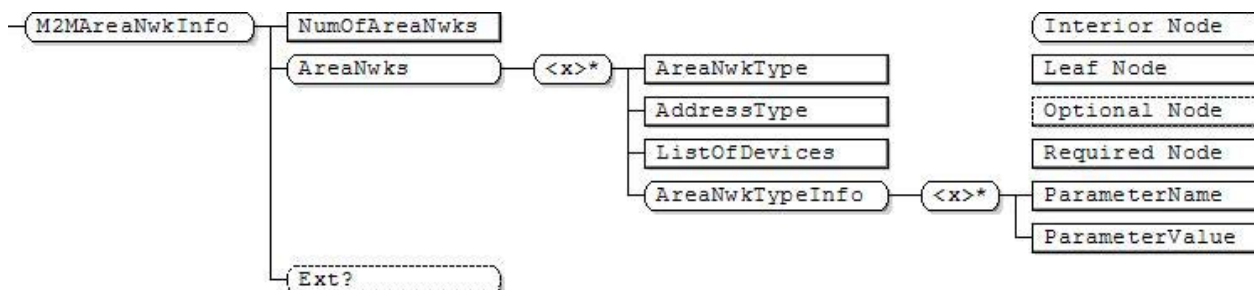 M2MAreaNwkInfo NumOfAreaNwks Interior Node
AreaNwks <x>* AreaNwkType Leaf Node
AddressType Optional Node
ListOfDevices Required Node
AreaNwkTypeInfo <x>* ParameterName
ParameterValue
Ext?